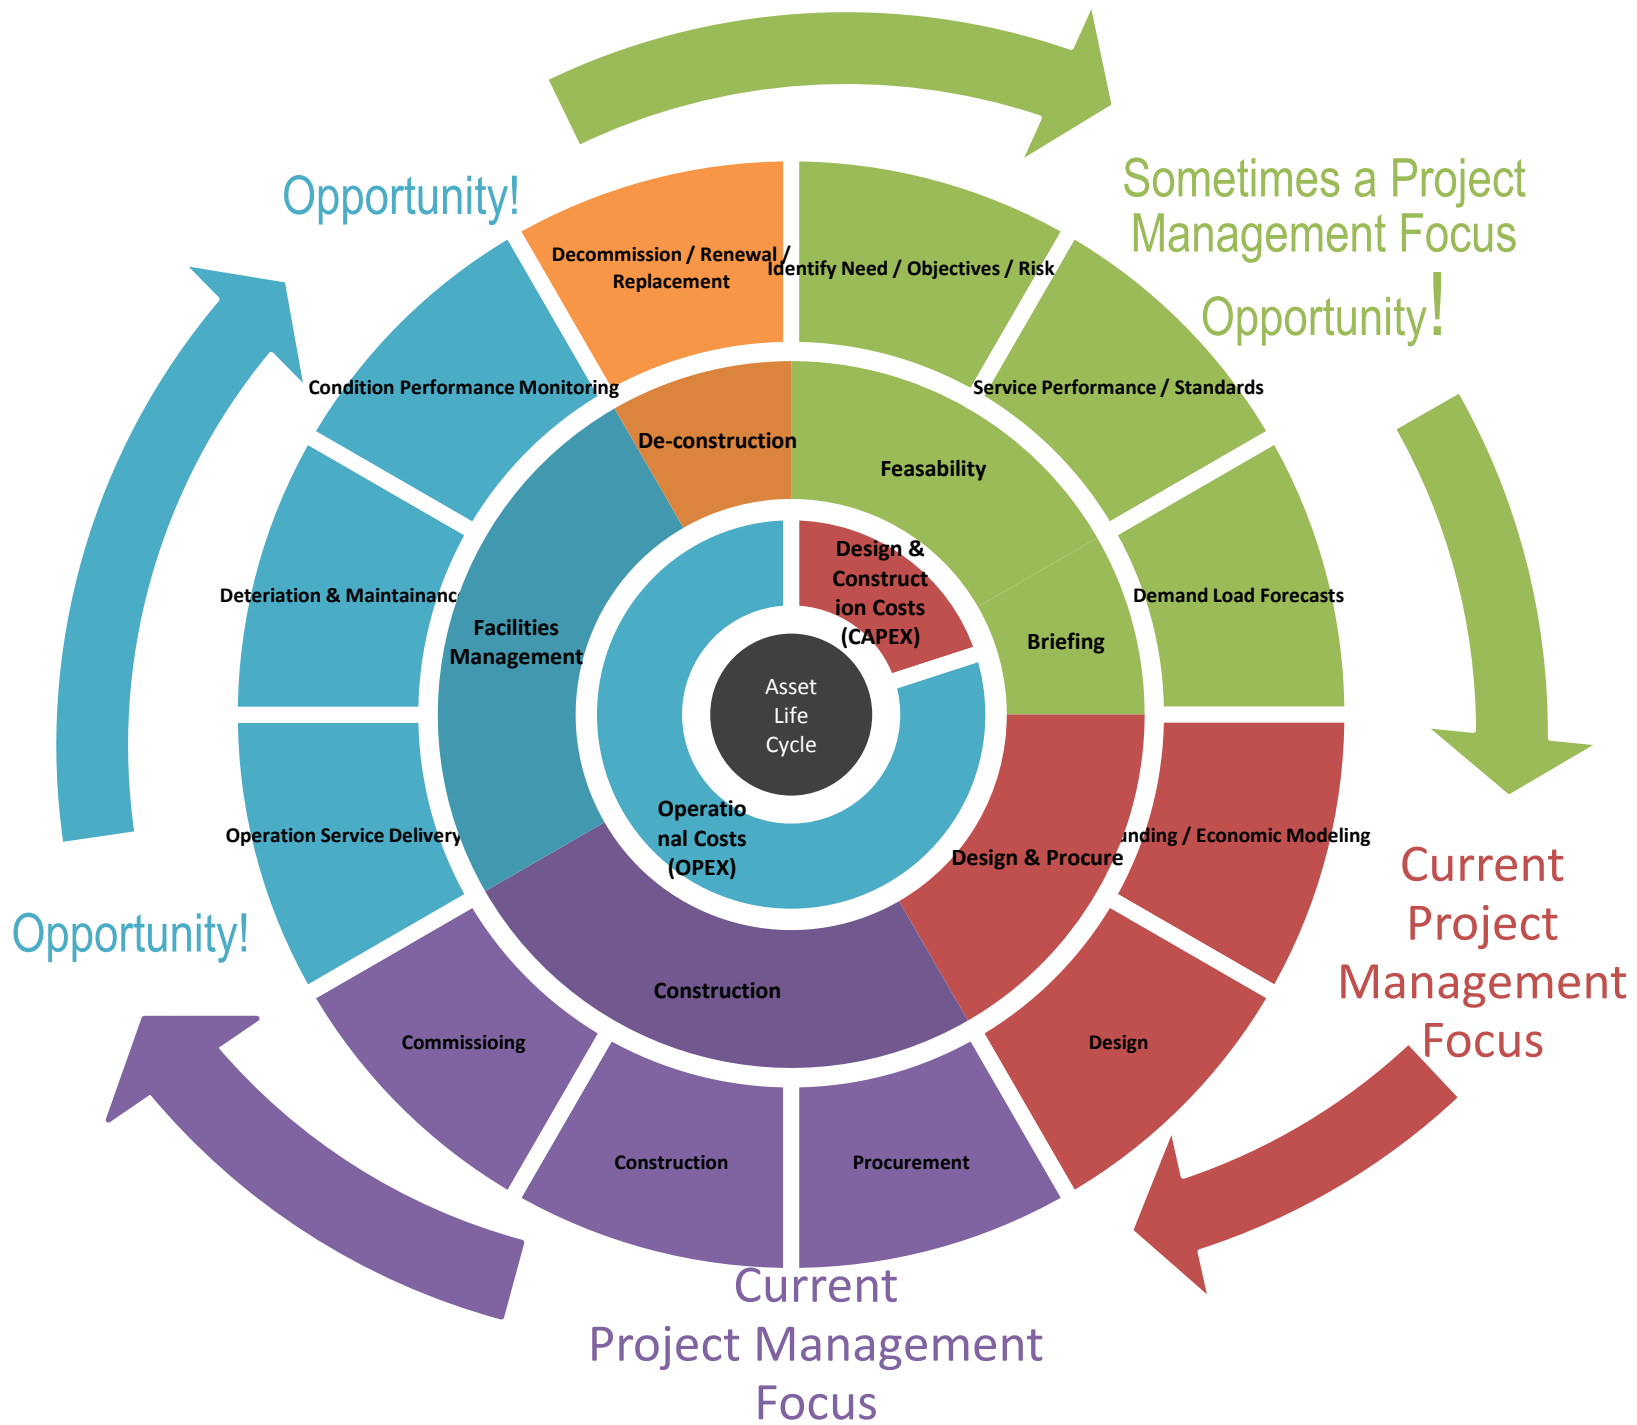 Opportunity!
Sometimes a Project
Management Focus
Opportunity!
Decommission / Renewal /
Replacement
Identify Need / Objectives / Risk
Condition Performance Monitoring
Service Performance / Standards
De-construction
Feasability
Design &
Construct
ion Costs
(CAPEX)
Deteriation & Maintainanc
Demand Load Forecasts
Facilities
Management
Briefing
Asset
Life
Cycle
Operation Service Delivery
Operatio
nal Costs
(OPEX)
Design & Procure
unding / Economic Modeling
Current
Project
Management
Focus
Opportunity!
Construction
Commissioing
Design
Construction
Procurement
Current
Project Management
Focus